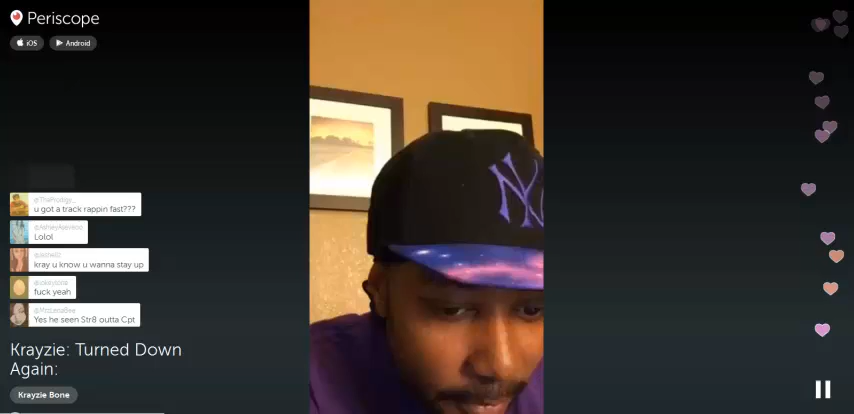 Periscope
iOS
Android
u got a track rappin fast???
Lolol
kray u know u wanna stay up
fuck yeah
Yes he seen Str8 outta Cpt
Krayzie: Turned Down
Again:
Krayzie Bone
NY